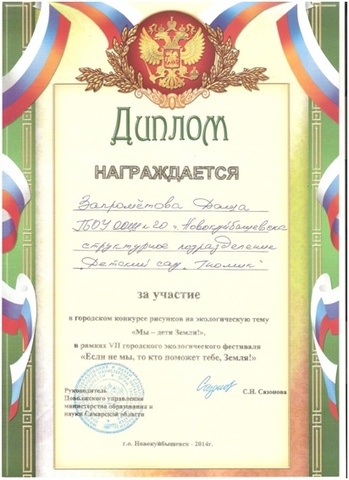 Диплом
НАГРАЖДАЕТСЯ
Запрометова Даша
ГБОУ ООШ № 20 г. Новокуйбышевска
структурное подразделение
„Детский сад „Гномик"
за участие
в городском конкурсе рисунков на экологическую тему
«Мы – дети Земли!»,
в рамках VII городского экологического фестиваля
«Если не мы, то кто поможет тебе, Земля!»
Руководитель
Поволжского управления
министерства образования и
науки Самарской области
С.Н. Сазонова
г.о. Новокуйбышевск - 2014г.